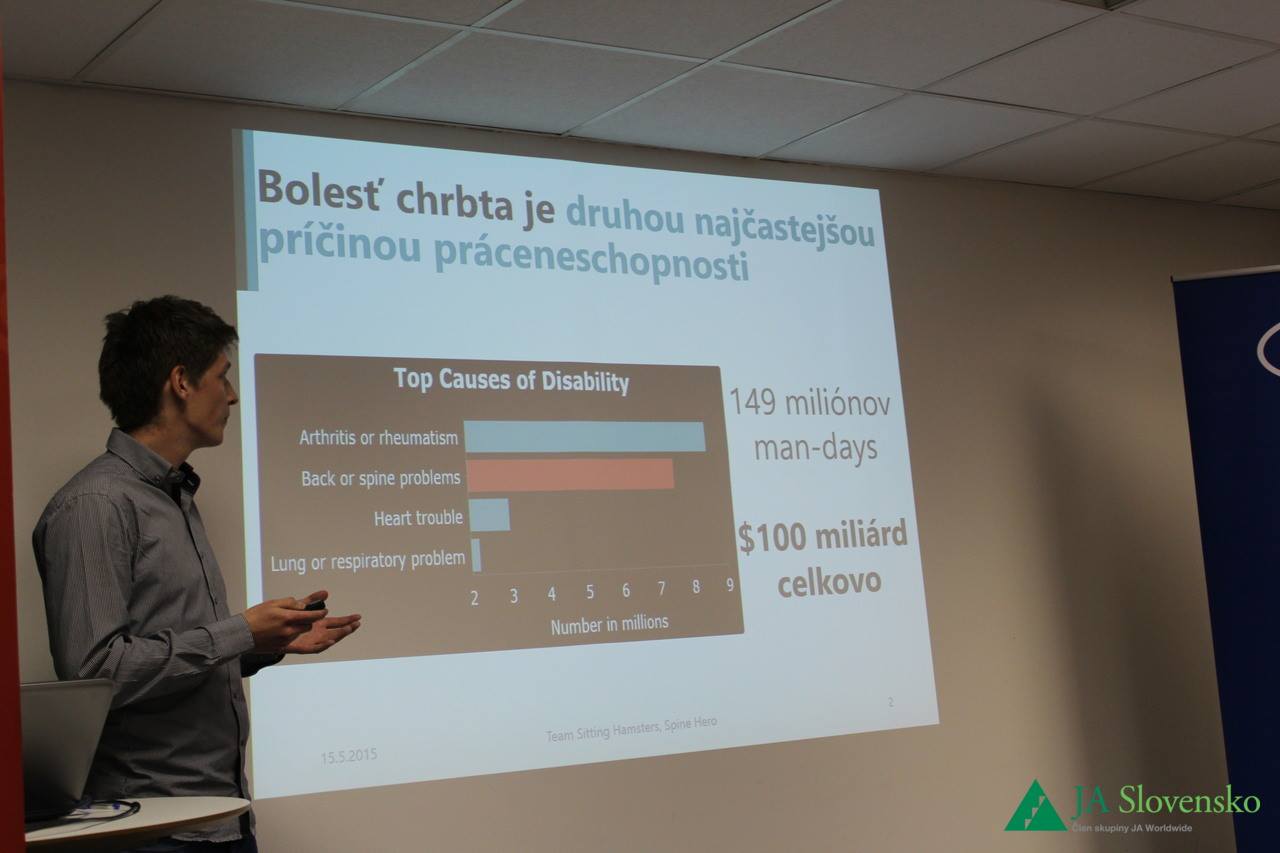 Bolesť chrbta je druhou najčastejšou
príčinou práceneschopnosti
Top Causes of Disability
Arthritis or rheumatism
Back or spine problems
Heart trouble
Lung or respiratory problem
2 3 4 5 6 7 8 9
Number in millions
149 miliónov
man-days
$100 miliárd
celkovo
15.5.2015
Team Sitting Hamsters, Spine Hero
2
JA Slovensko
Člen skupiny JA Worldwide